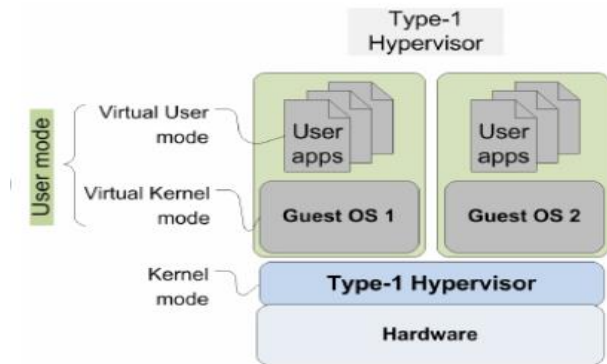 Type-1
Hypervisor
User mode
Virtual User
mode
User
apps
User
apps
Virtual Kernel
mode
Guest OS 1
Guest OS 2
Kernel
mode
Type-1 Hypervisor
Hardware